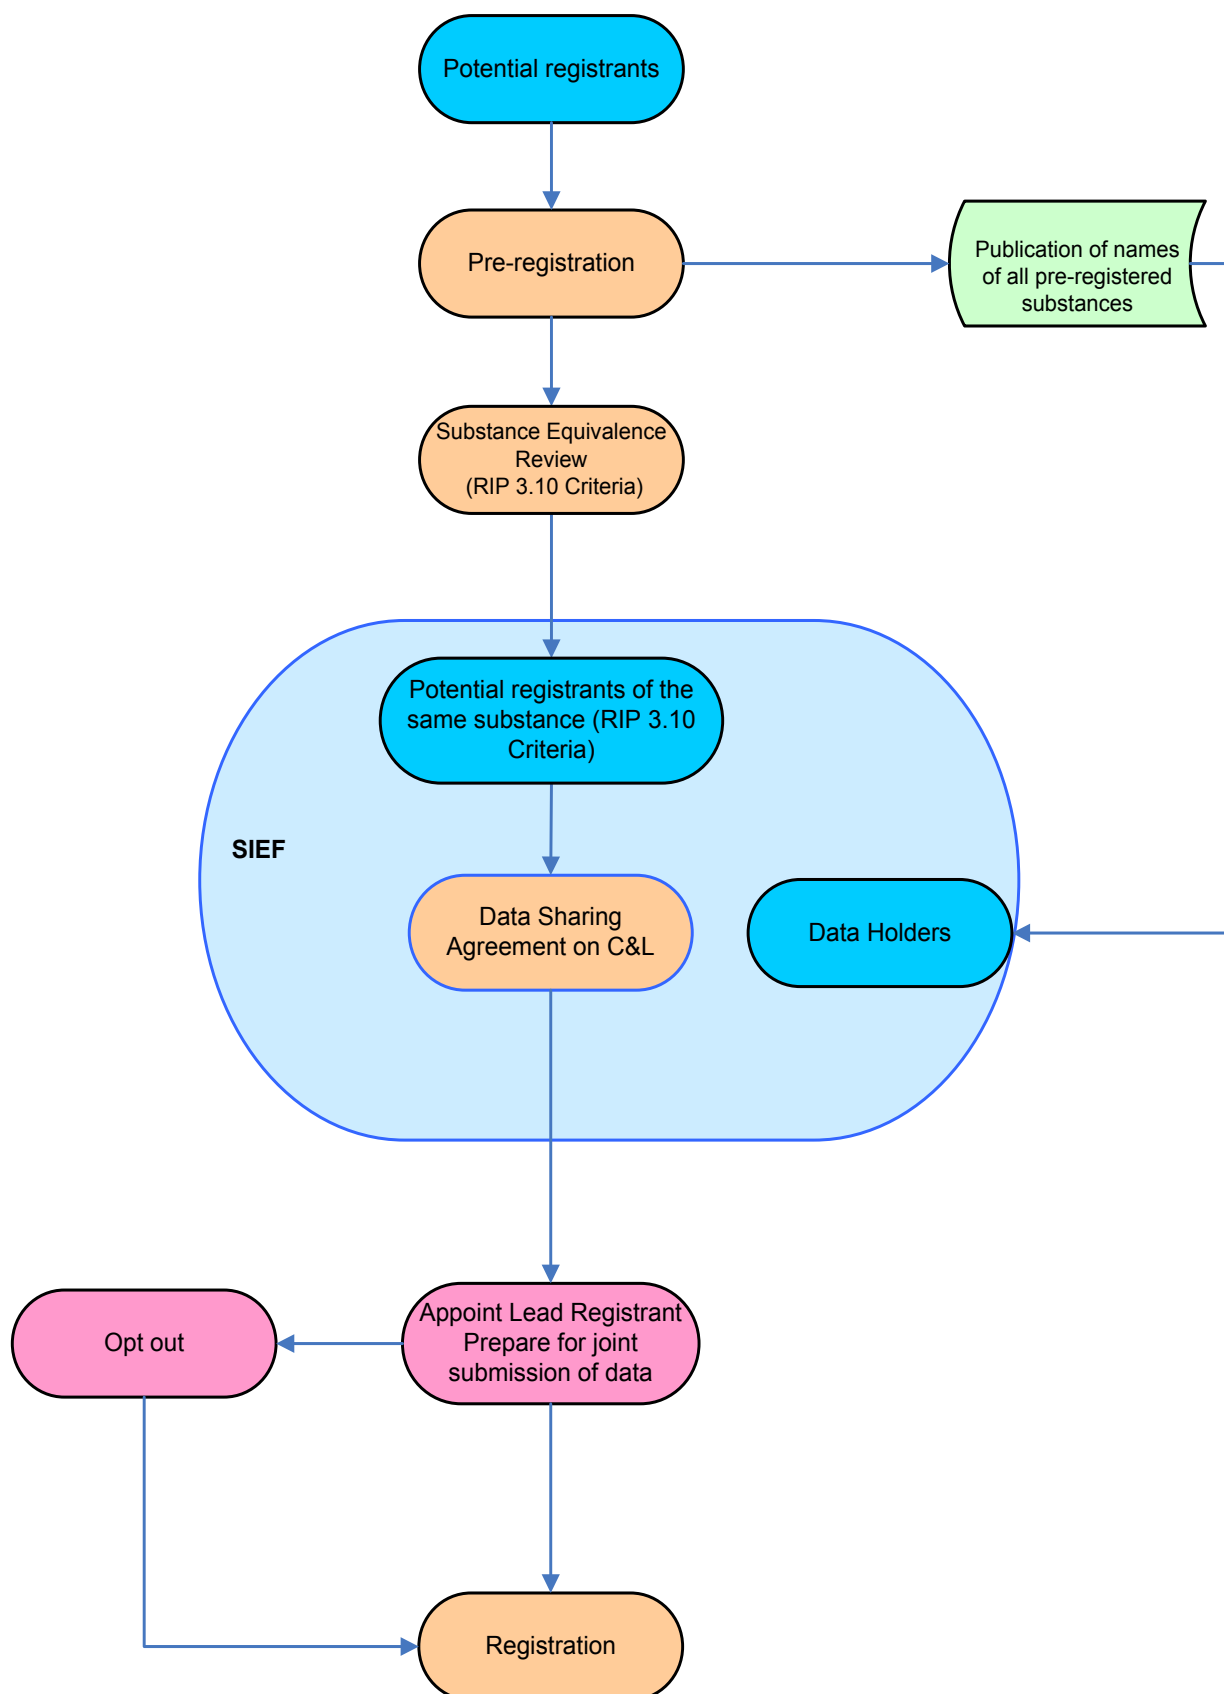 Potential registrants
Pre-registration
Publication of names
of all pre-registered
substances
Substance Equivalence
Review
(RIP 3.10 Criteria)
Potential registrants of the
same substance (RIP 3.10
Criteria)
SIEF
Data Sharing
Agreement on C&L
Data Holders
Appoint Lead Registrant
Prepare for joint
submission of data
Opt out
Registration